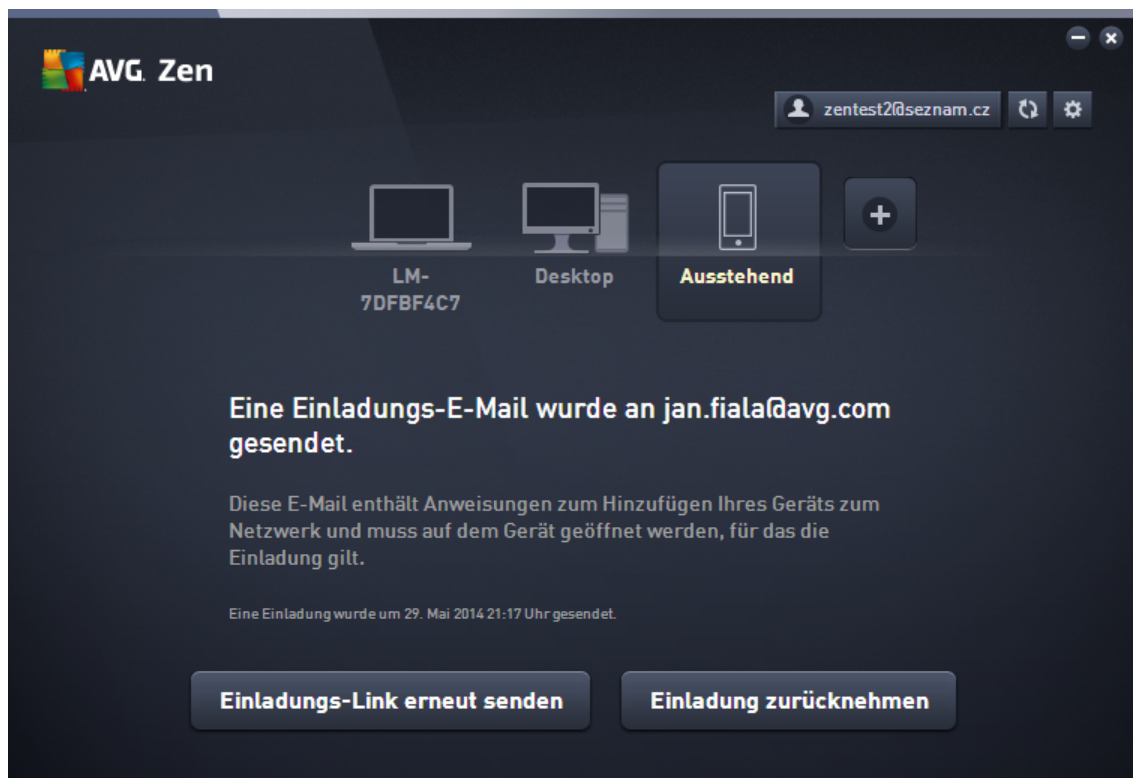 AVG. Zen
zentest2@seznam.cz
LM-
7DFBF4C7
Desktop
Ausstehend
Eine Einladungs-E-Mail wurde an jan.fiala@avg.com
gesendet.
Diese E-Mail enthält Anweisungen zum Hinzufügen Ihres Geräts zum
Netzwerk und muss auf dem Gerät geöffnet werden, für das die
Einladung gilt.
Eine Einladung wurde um 29. Mai 2014 21:17 Uhr gesendet.
Einladungs-Link erneut senden
Einladung zurücknehmen